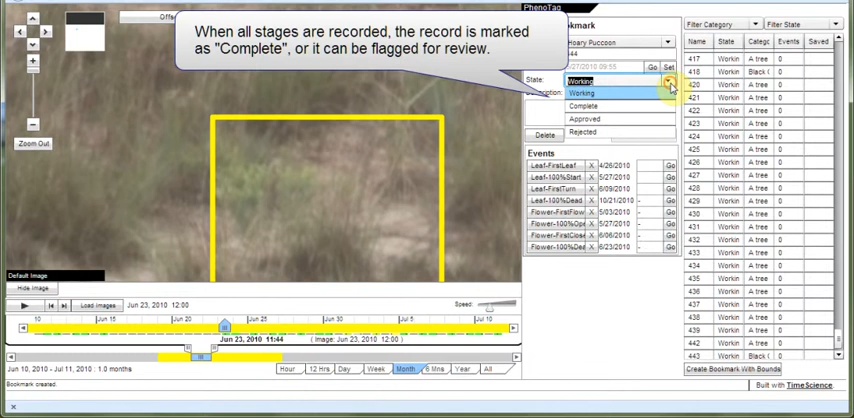 PhenoTag
When all stages are recorded, the record is marked
as "Complete", or it can be flagged for review.
Hoary Puccoon
Filter Category
Filter State
Name State Categ Events Saved
Go Set
State: Working
Working
Complete
Approved
Rejected
Delete
Zoom Out
Events
Leaf-FirstLeaf X 4/26/2010 Go
Leaf-100%Start X 5/27/2010 - Go
Leaf-FirstTurn X 6/09/2010 Go
Leaf-100%Dead X 10/21/2010 - Go
Flower-FirstFlow X 5/03/2010 - Go
Flower-100%Ope X 5/27/2010 - Go
Flower-FirstClose X 6/06/2010 - Go
Flower-100%Dea X 6/23/2010 - Go
417 Workin A tree 0
418 Workin Black C 0
420 Workin A tree 0
421 Workin A tree 0
422 Workin A tree 0
423 Workin A tree 0
424 Workin A tree 0
425 Workin A tree 0
426 Workin A tree 0
427 Workin A tree 0
428 Workin A tree 0
429 Workin A tree 0
430 Workin A tree 0
431 Workin A tree 0
432 Workin A tree 0
433 Workin A tree 0
434 Workin A tree 0
435 Workin A tree 0
436 Workin A tree 0
437 Workin A tree 0
438 Workin A tree 0
439 Workin A tree 0
442 Workin A tree 0
443 Workin Black C 0
Create Bookmark With Bounds
Built with TimeScience.
Default Image
Hide Image
Load Images
Jun 23, 2010 12:00
Speed:
10 Jun 15 Jun 20 Jun 25 Jun 30 Jul 05 Jul 10
Jun 23, 2010 11:44 ( Image: Jun 23, 2010 12:00 )
Jun 10, 2010 - Jul 11, 2010 : 1.0 months
Hour 12 Hrs Day Week Month 6 Mns Year All
Bookmark created.